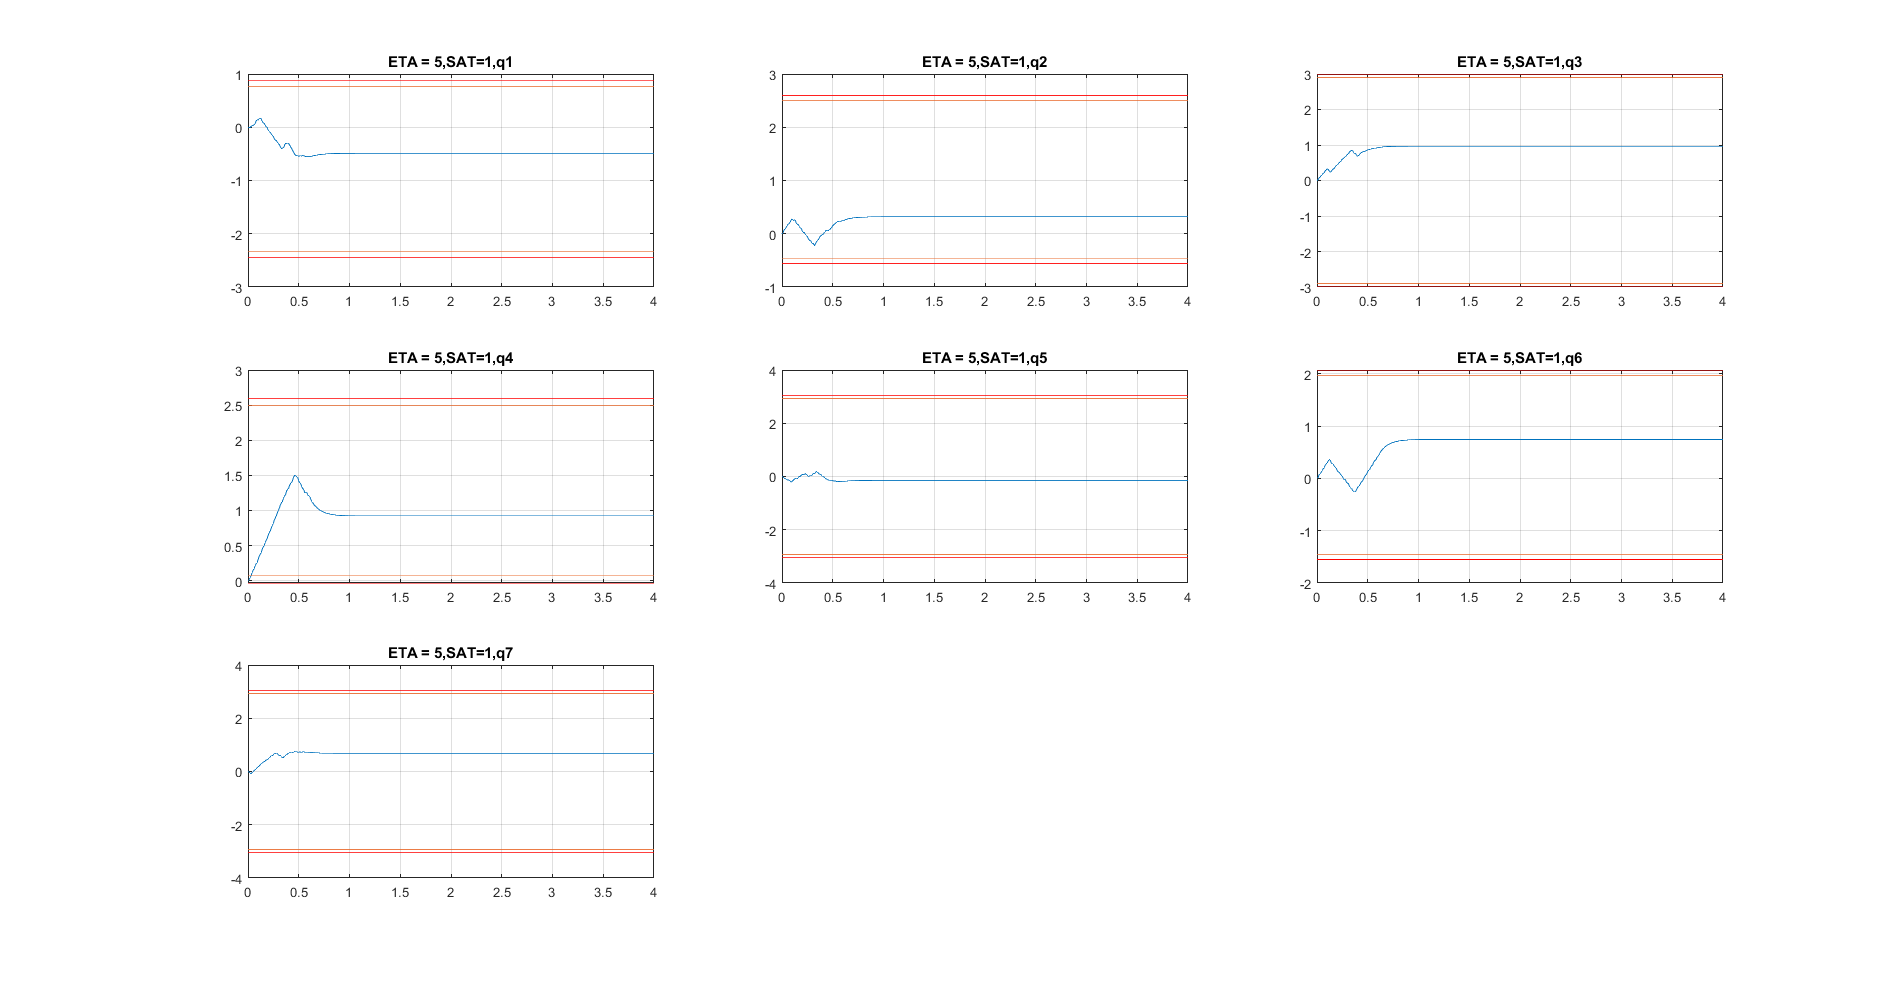 ETA = 5,SAT=1,q1
1
0
-1
-2
-3
0 0.5 1 1.5 2 2.5 3 3.5 4
ETA = 5,SAT=1,q2
3
2
1
0
-1
0 0.5 1 1.5 2 2.5 3 3.5 4
ETA = 5,SAT=1,q3
3
2
1
0
-1
-2
-3
0 0.5 1 1.5 2 2.5 3 3.5 4
ETA = 5,SAT=1,q4
3
2.5
2
1.5
1
0.5
0
0 0.5 1 1.5 2 2.5 3 3.5 4
ETA = 5,SAT=1,q5
4
2
0
-2
-4
0 0.5 1 1.5 2 2.5 3 3.5 4
ETA = 5,SAT=1,q6
2
1
0
-1
-2
0 0.5 1 1.5 2 2.5 3 3.5 4
ETA = 5,SAT=1,q7
4
2
0
-2
-4
0 0.5 1 1.5 2 2.5 3 3.5 4